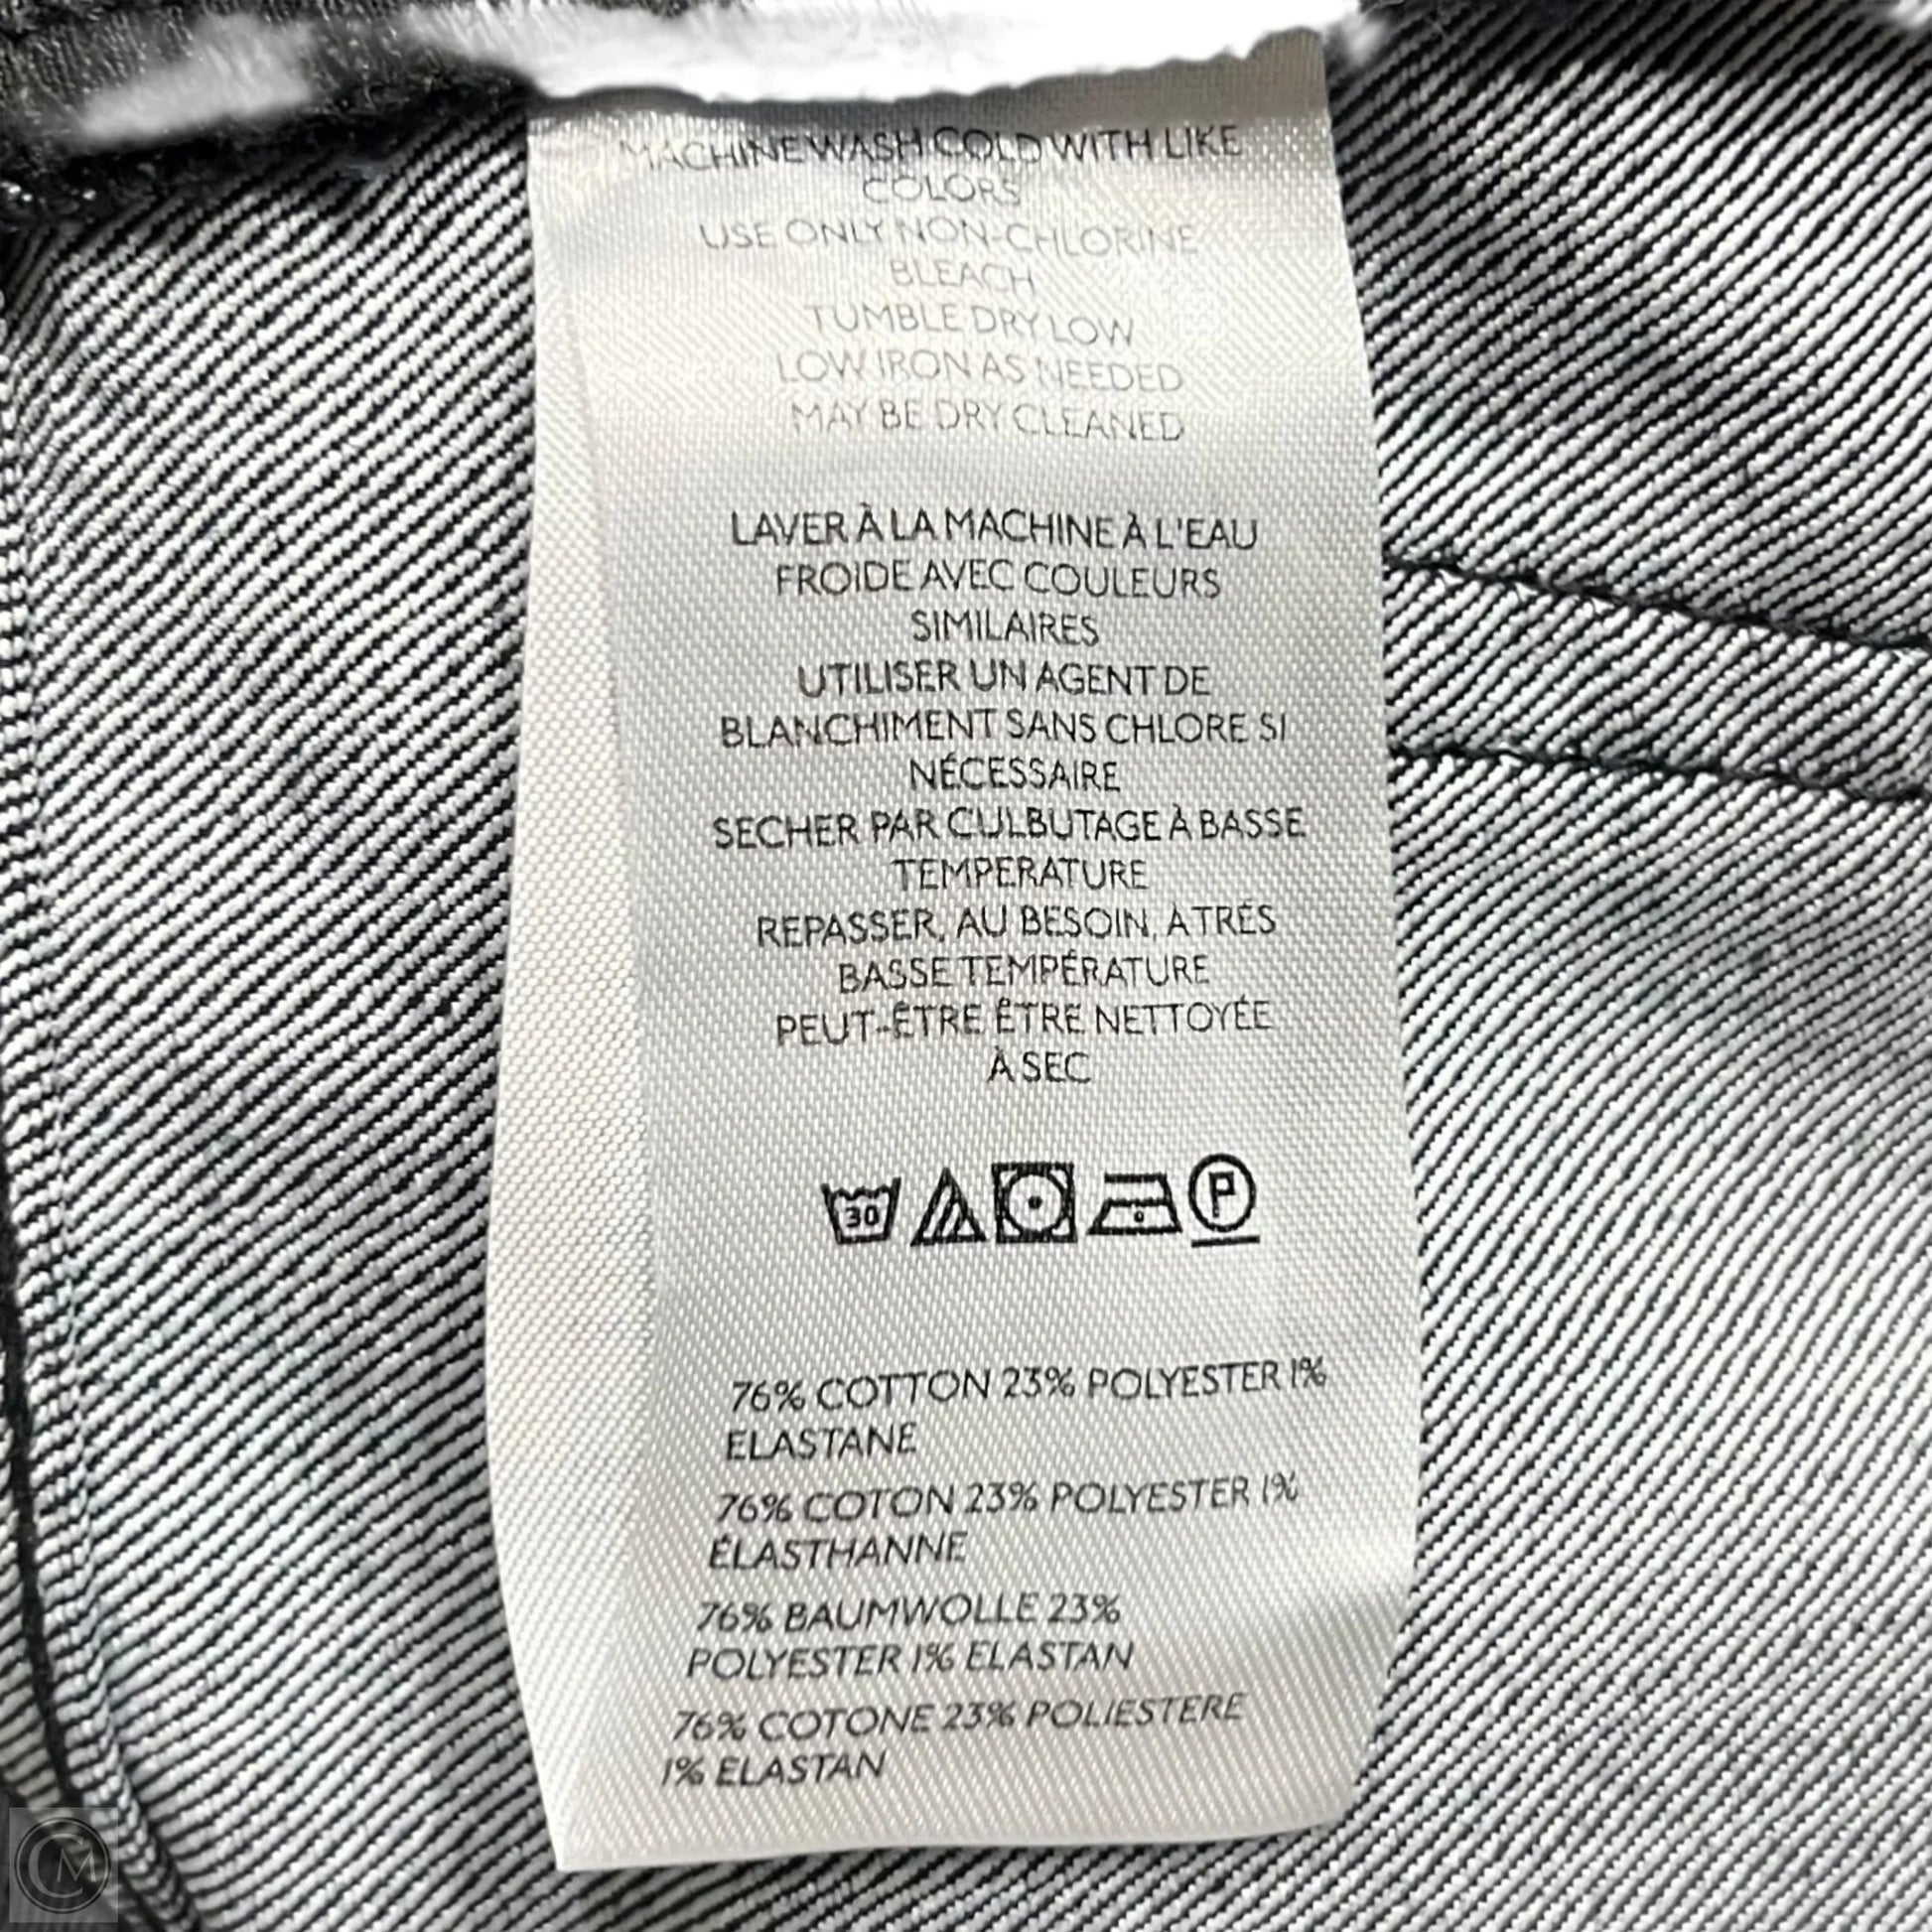 MACHINE WASH COLD WITH LIKE
COLORS
USE ONLY NON-CHLORINE
BLEACH
TUMBLE DRY LOW
LOW IRON AS NEEDED
MAY BE DRY CLEANED
LAVER À LA MACHINE À L'EAU
FROIDE AVEC COULEURS
SIMILAIRES
UTILISER UN AGENT DE
BLANCHIMENT SANS CHLORE SI
NÉCESSAIRE
SECHER PAR CULBUTAGE À BASSE
TEMPERATURE
REPASSER, AU BESOIN, À TRÉS
BASSE TEMPÉRATURE
PEUT-ÊTRE ÊTRE NETTOYÉE
À SEC
30 P
76% COTTON 23% POLYESTER 1%
ELASTANE
76% COTON 23% POLYESTER 1%
ÉLASTHANNE
76% BAUMWOLLE 23%
POLYESTER 1% ELASTAN
76% COTONE 23% POLIESTERE
1% ELASTAN
CM